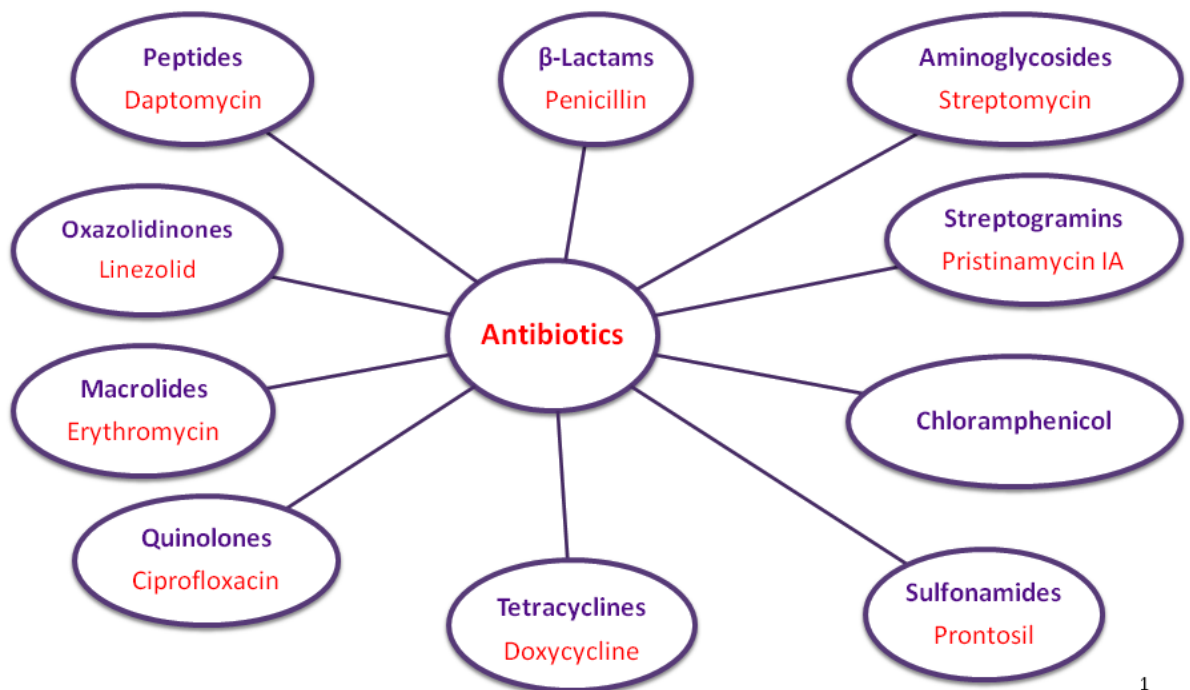 Peptides
Daptomycin
β-Lactams
Penicillin
Aminoglycosides
Streptomycin
Oxazolidinones
Linezolid
Streptogramins
Pristinamycin IA
Antibiotics
Macrolides
Erythromycin
Chloramphenicol
Quinolones
Ciprofloxacin
Tetracyclines
Doxycycline
Sulfonamides
Prontosil
1